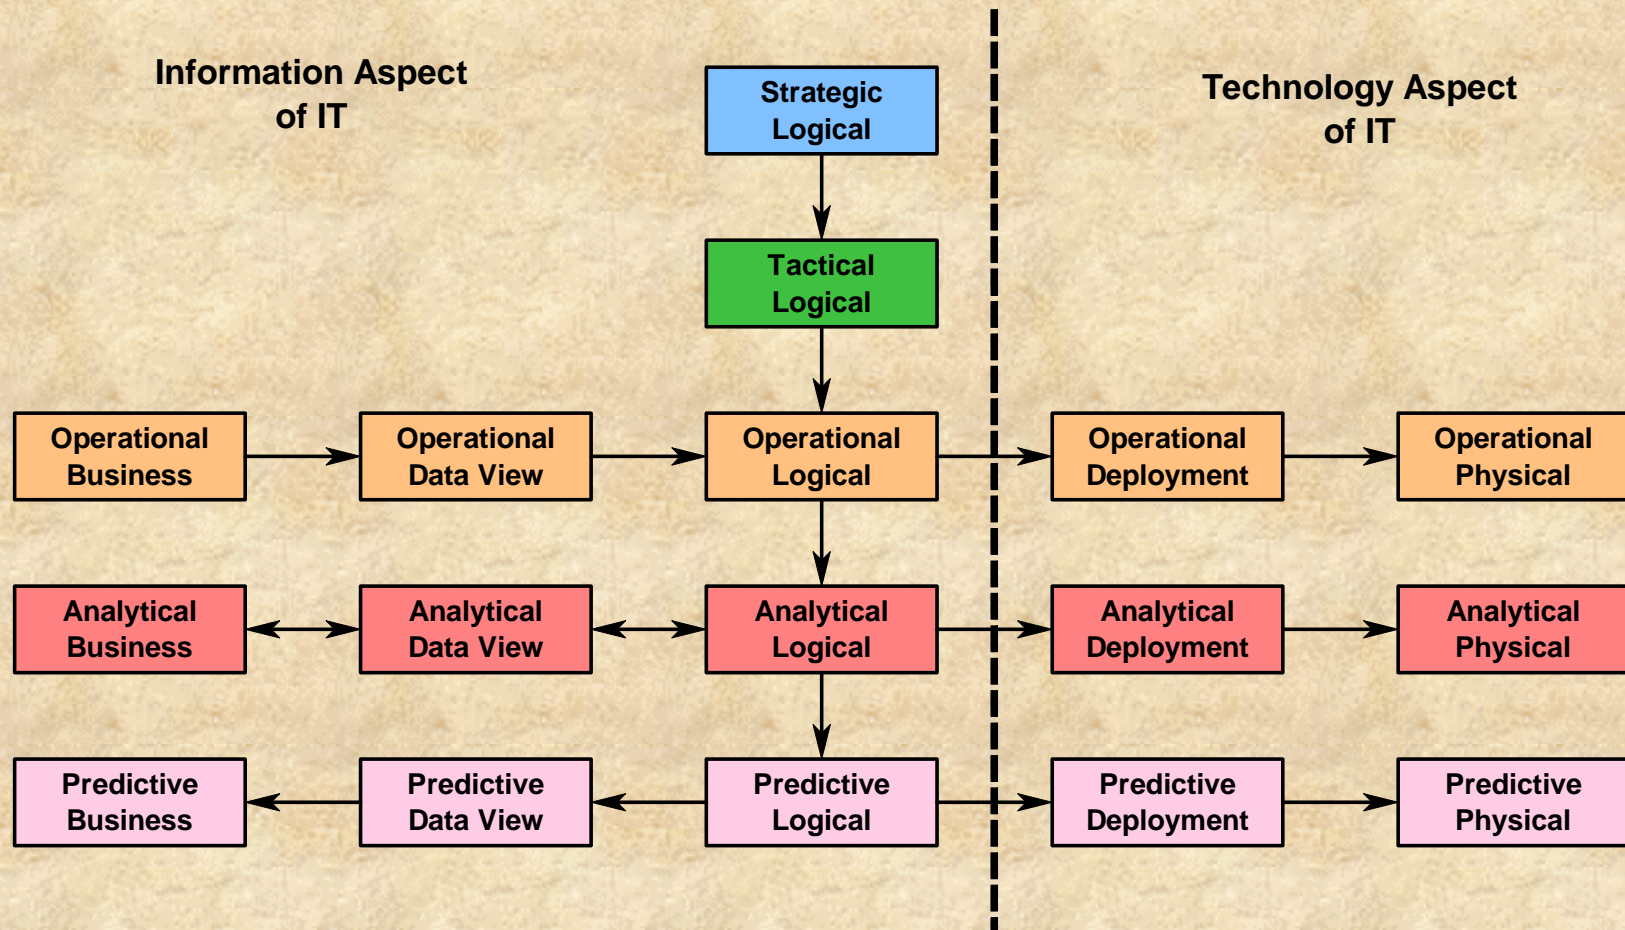 Information Aspect
of IT
Strategic
Logical
Technology Aspect
of IT
Tactical
Logical
Operational
Business
Operational
Data View
Operational
Logical
Operational
Deployment
Operational
Physical
Analytical
Business
Analytical
Data View
Analytical
Logical
Analytical
Deployment
Analytical
Physical
Predictive
Business
Predictive
Data View
Predictive
Logical
Predictive
Deployment
Predictive
Physical